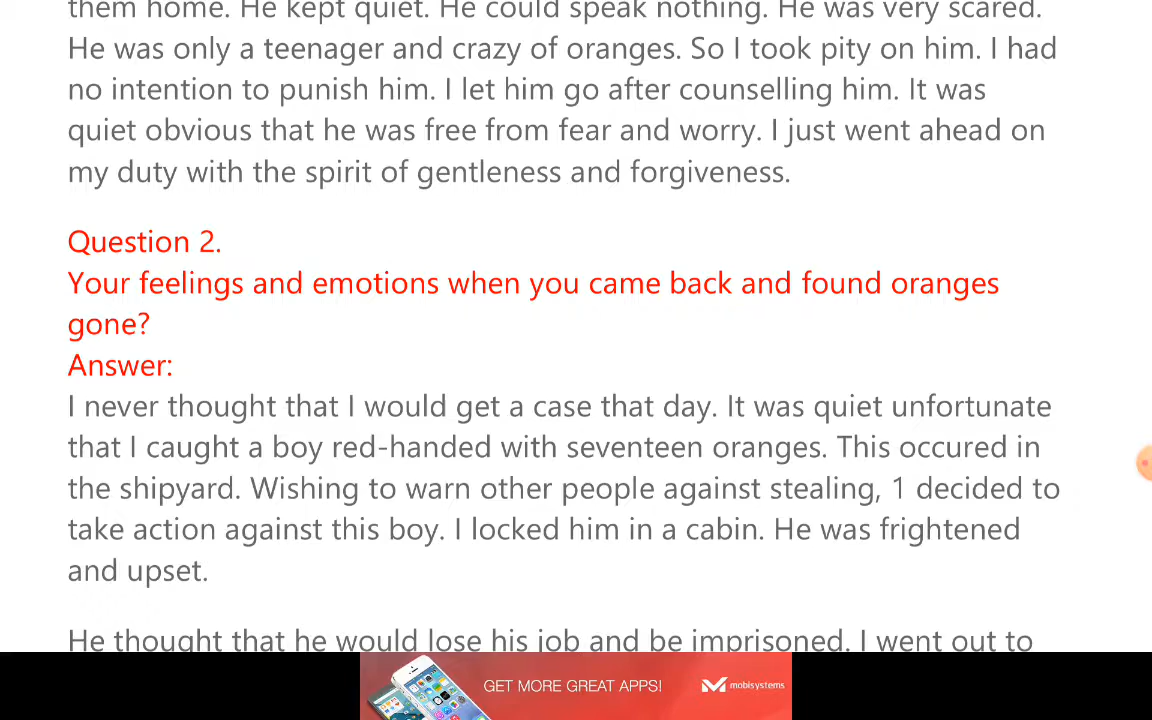 them home. He kept quiet. He could speak nothing. He was very scared.
He was only a teenager and crazy of oranges. So I took pity on him. I had
no intention to punish him. I let him go after counselling him. It was
quiet obvious that he was free from fear and worry. I just went ahead on
my duty with the spirit of gentleness and forgiveness.
Question 2.
Your feelings and emotions when you came back and found oranges
gone?
Answer:
I never thought that I would get a case that day. It was quiet unfortunate
that I caught a boy red-handed with seventeen oranges. This occured in
the shipyard. Wishing to warn other people against stealing, 1 decided to
take action against this boy. I locked him in a cabin. He was frightened
and upset.
He thought that he would lose his job and be imprisoned. I went out to
GET MORE GREAT APPS!
mobisystems